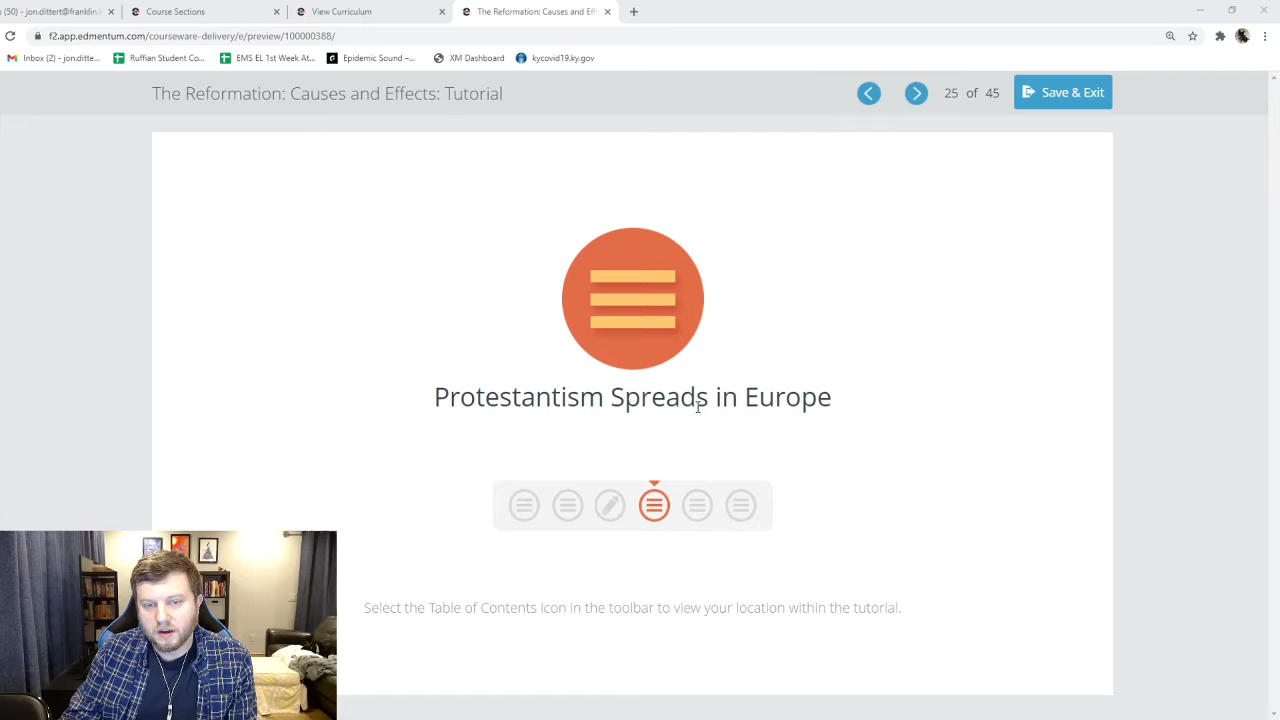 (50) - jon.dittert@franklin.k
Course Sections
View Curriculum
The Reformation: Causes and Eff
f2.app.edmentum.com/courseware-delivery/e/preview/100000388/
Inbox (2) - jon.ditte...
Ruffian Student Co...
EMS EL 1st Week At...
Epidemic Sound –...
XM Dashboard
kycovid19.ky.gov
The Reformation: Causes and Effects: Tutorial
25 of 45
Save & Exit
Protestantism Spreads in Europe
Select the Table of Contents icon in the toolbar to view your location within the tutorial.